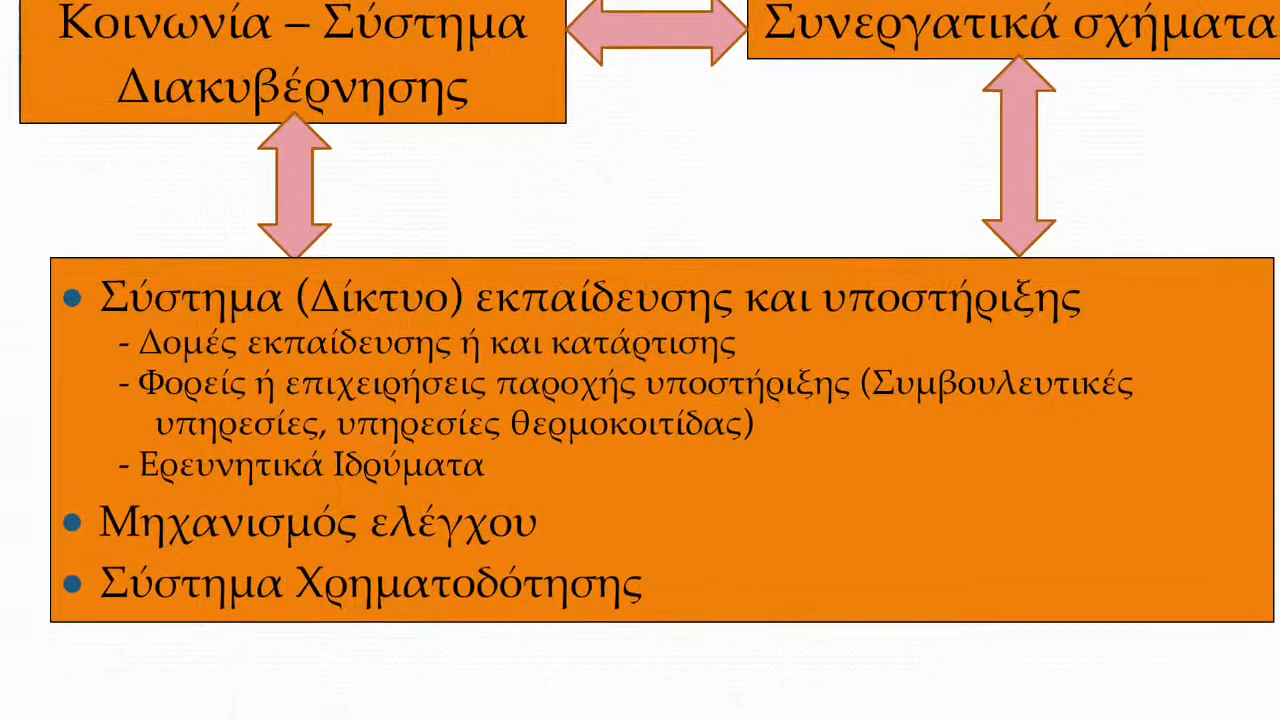 Κοινωνία – Σύστημα
Διακυβέρνησης
Συνεργατικά σχήματα
Σύστημα (Δίκτυο) εκπαίδευσης και υποστήριξης
- Δομές εκπαίδευσης ή και κατάρτισης
- Φορείς ή επιχειρήσεις παροχής υποστήριξης (Συμβουλευτικές
υπηρεσίες, υπηρεσίες θερμοκοιτίδας)
- Ερευνητικά Ιδρύματα
Μηχανισμός ελέγχου
Σύστημα Χρηματοδότησης